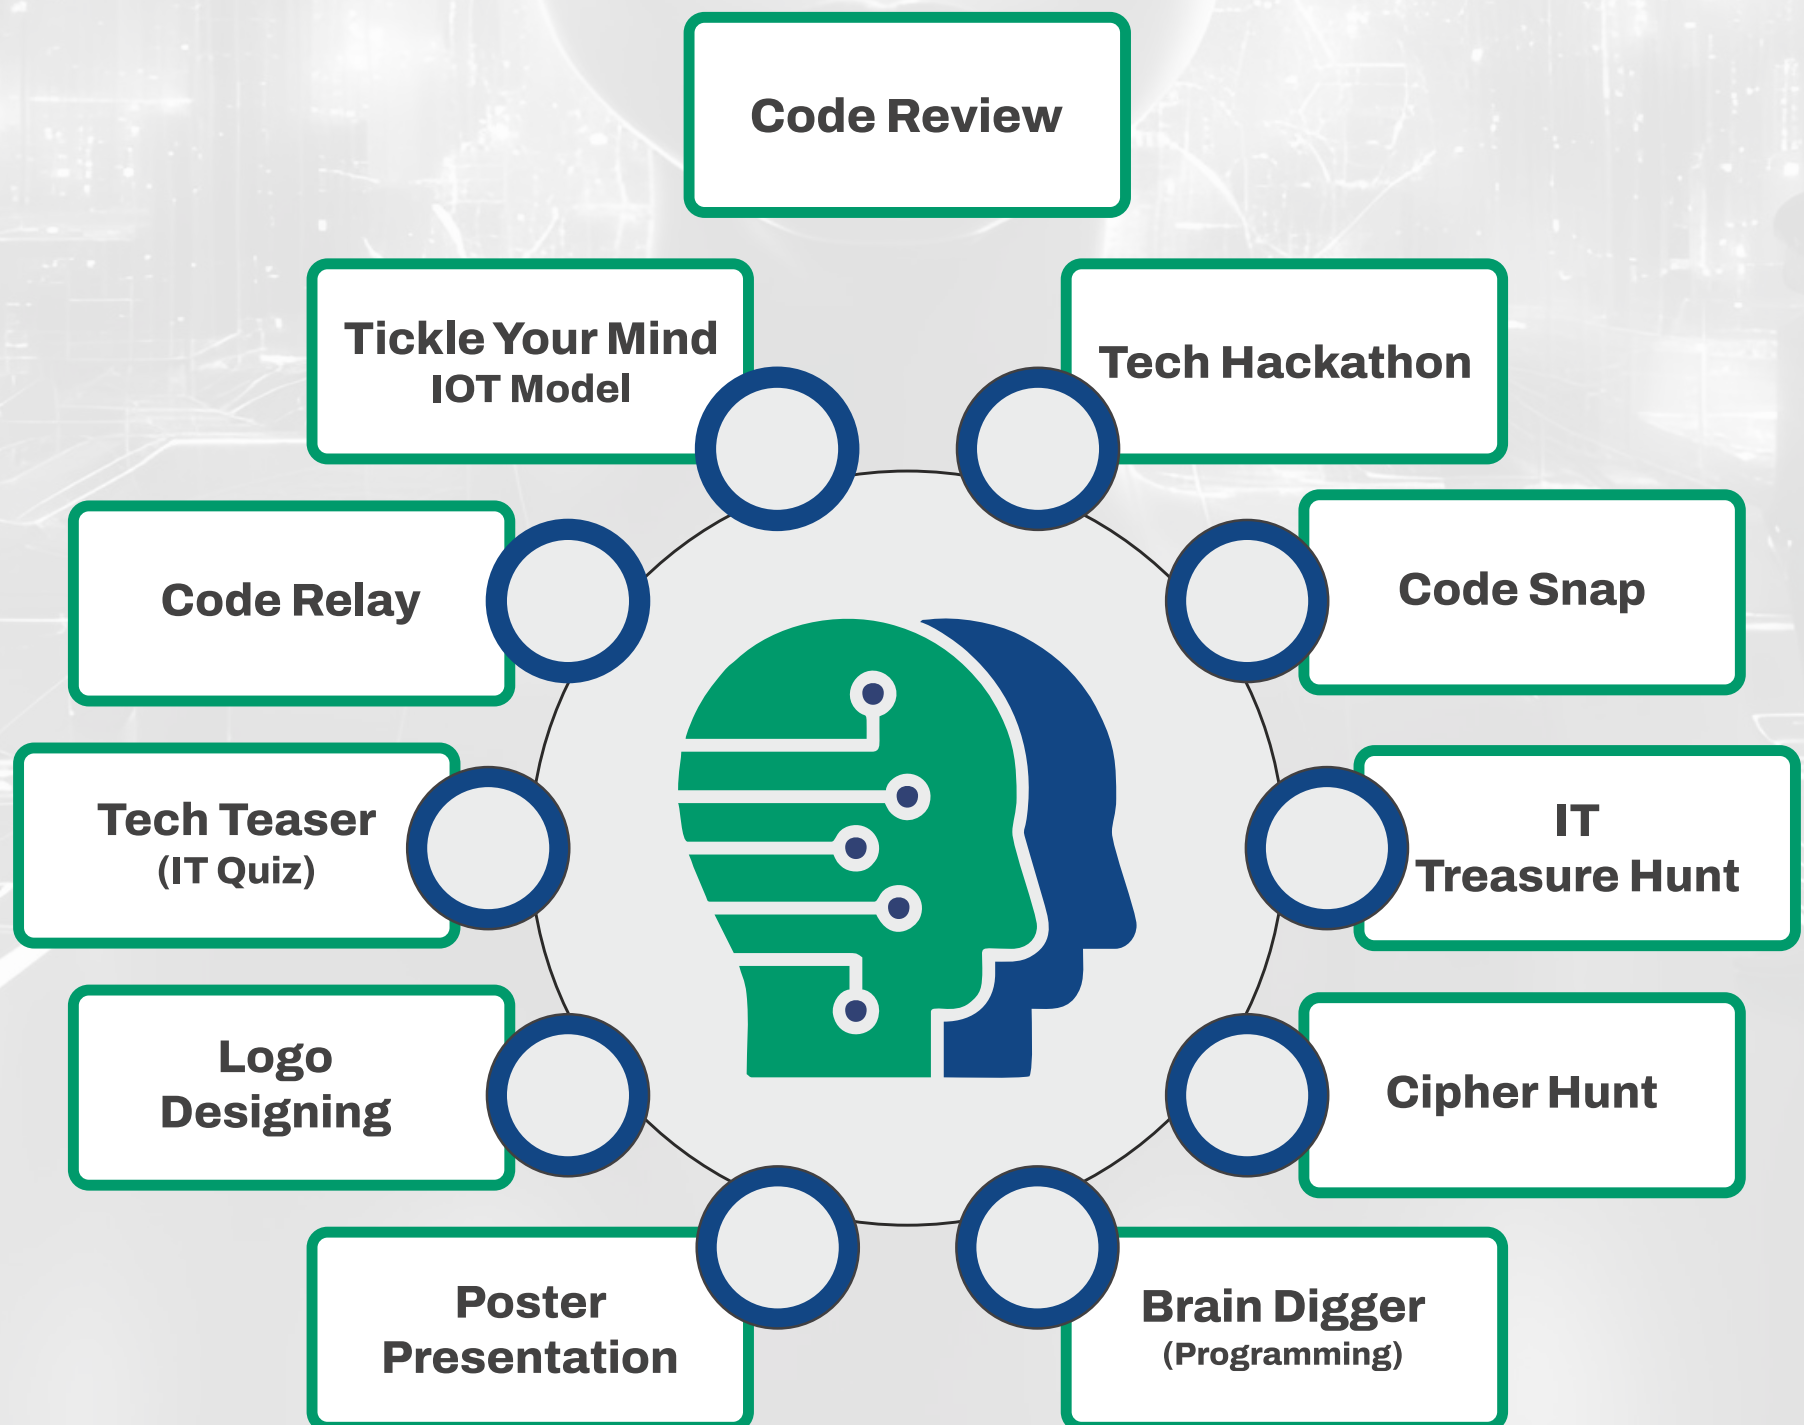 Code Review
Tickle Your Mind
IOT Model
Tech Hackathon
Code Relay
Code Snap
Tech Teaser
(IT Quiz)
IT
Treasure Hunt
Logo
Designing
Cipher Hunt
Poster
Presentation
Brain Digger
(Programming)